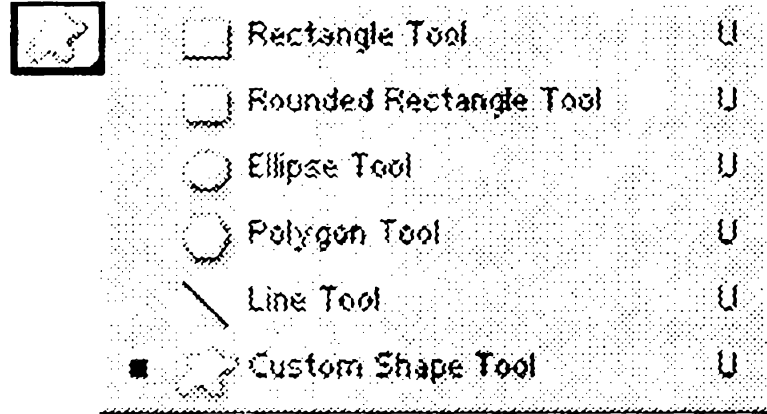 Rectangle Tool U
Rounded Rectangle Tool U
Ellipse Tool U
Polygon Tool U
Line Tool U
Custom Shape Tool U